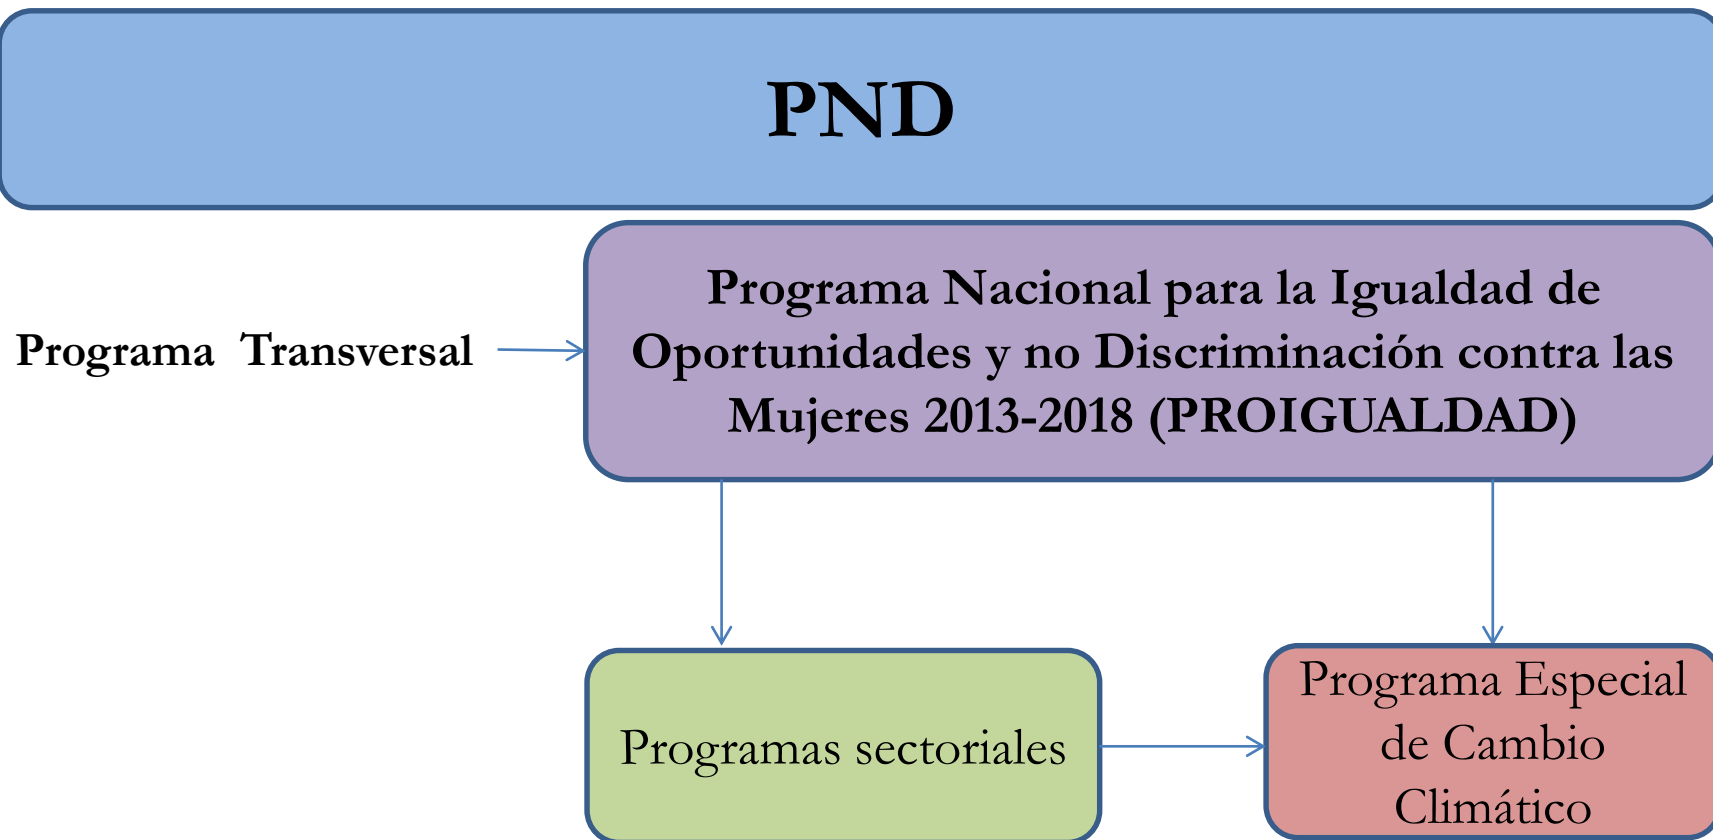 PND
Programa Nacional para la Igualdad de
Programa Transversal
Oportunidades y no Discriminación contra las
Mujeres 2013-2018 (PROIGUALDAD)
Programas sectoriales
Programa Especial
de Cambio
Climático